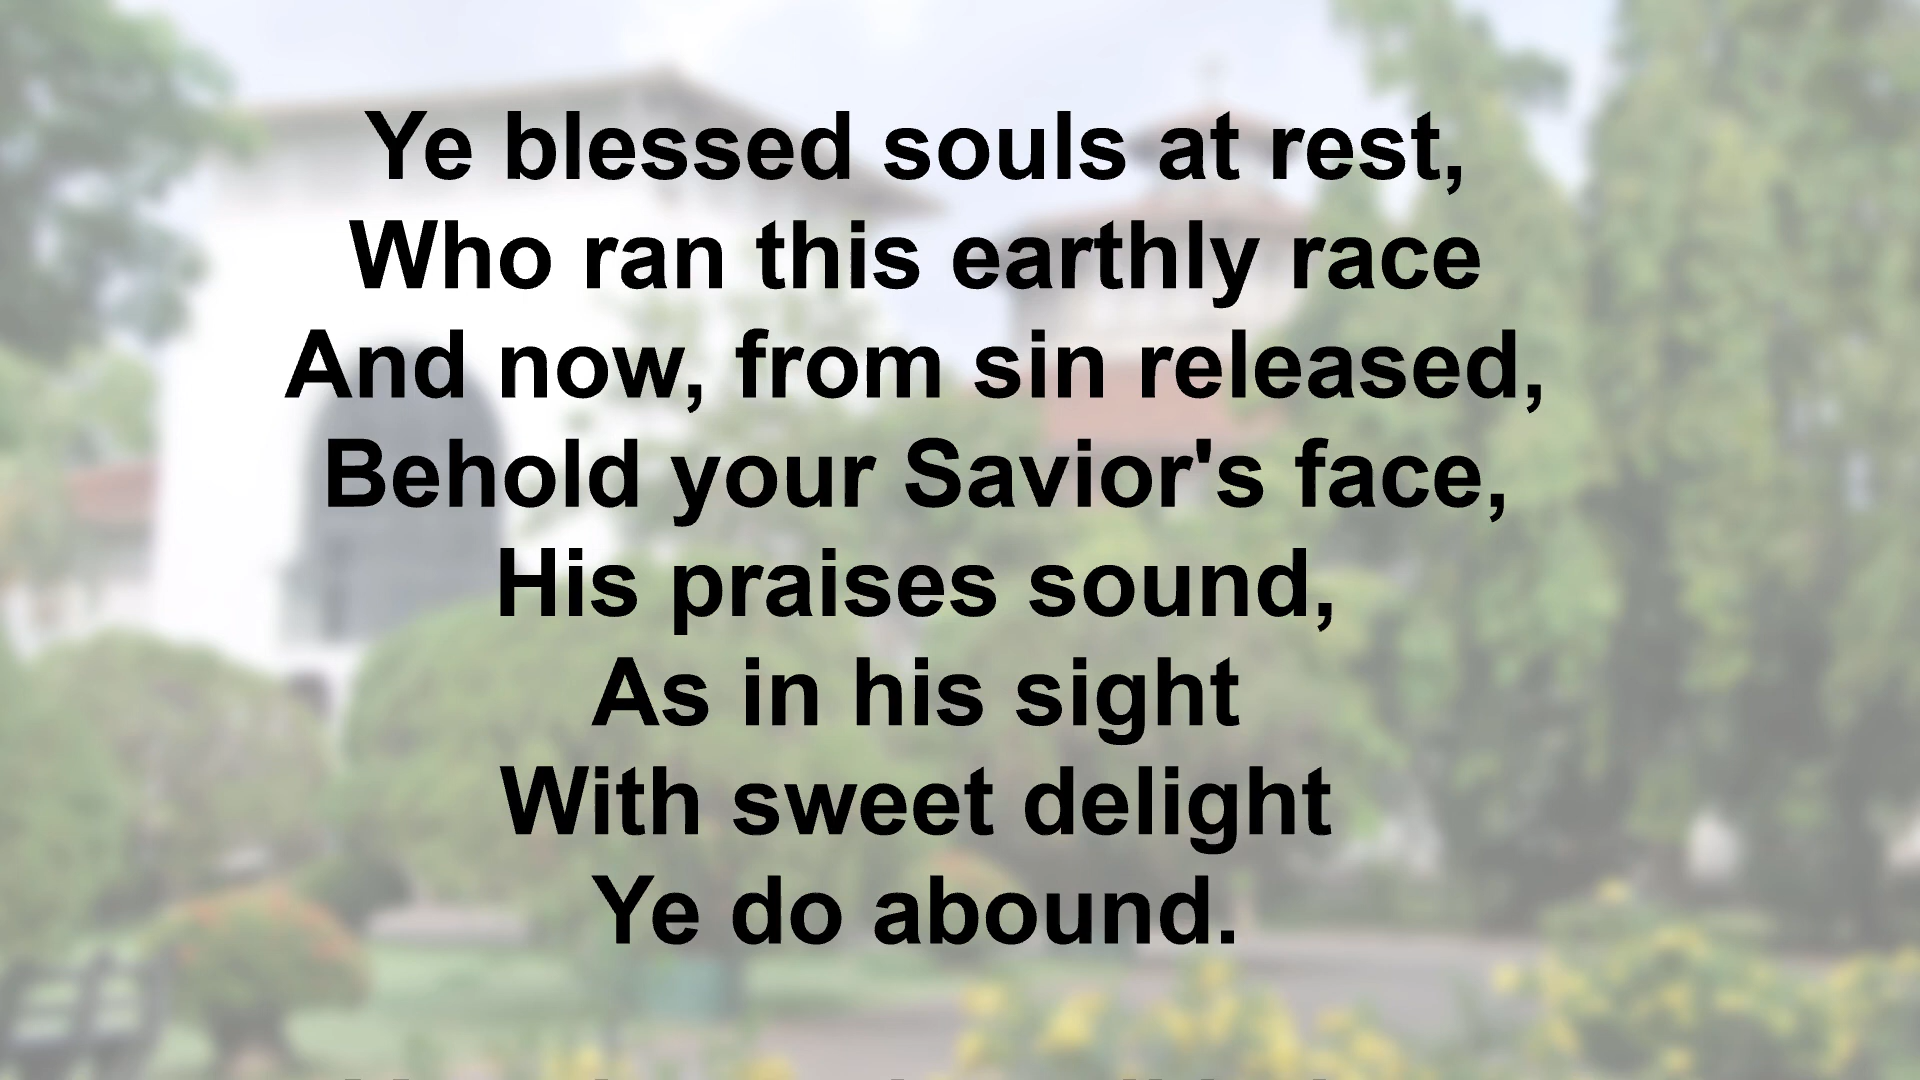 Ye blessed souls at rest,
Who ran this earthly race
And now, from sin released,
Behold your Savior's face,
His praises sound,
As in his sight
With sweet delight
Ye do abound.